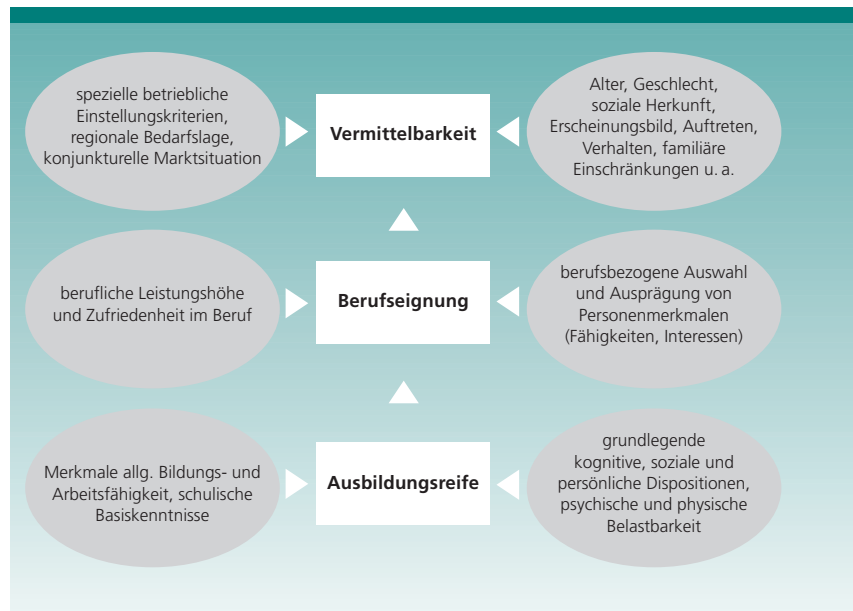 spezielle betriebliche
Einstellungskriterien,
regionale Bedarfslage,
konjunkturelle Marktsituation
Vermittelbarkeit
Alter, Geschlecht,
soziale Herkunft,
Erscheinungsbild, Auftreten,
Verhalten, familiäre
Einschränkungen u. a.
berufliche Leistungshöhe
und Zufriedenheit im Beruf
Berufseignung
berufsbezogene Auswahl
und Ausprägung von
Personenmerkmalen
(Fähigkeiten, Interessen)
Merkmale allg. Bildungs- und
Arbeitsfähigkeit, schulische
Basiskenntnisse
Ausbildungsreife
grundlegende
kognitive, soziale und
persönliche Dispositionen,
psychische und physische
Belastbarkeit